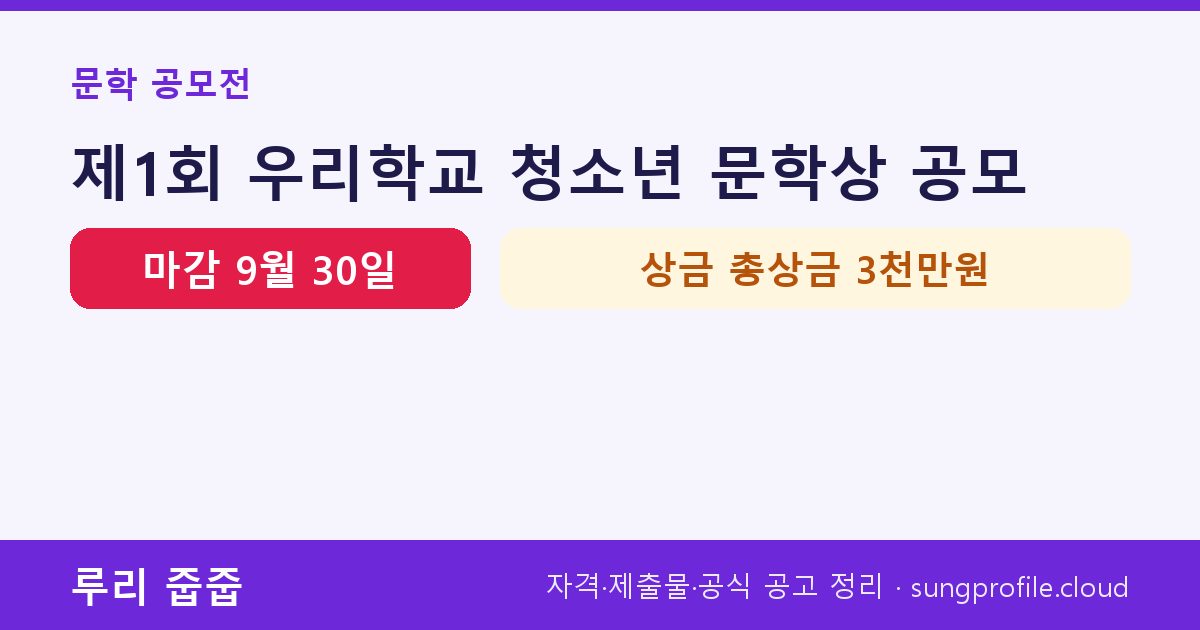 문학 공모전
제1회 우리학교 청소년 문학상 공모
마감 9월 30일
상금 총상금 3천만원
루리 줍줍
자격·제출물·공식 공고 정리 · sungprofile.cloud